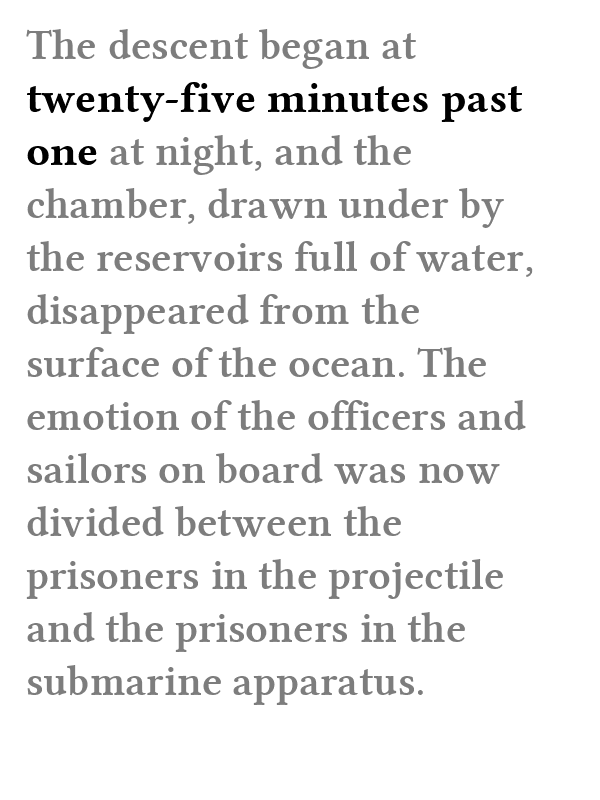 The descent began at
twenty-five minutes past
one at night, and the
chamber, drawn under by
the reservoirs full of water,
disappeared from the
surface of the ocean. The
emotion of the officers and
sailors on board was now
divided between the
prisoners in the projectile
and the prisoners in the
submarine apparatus.